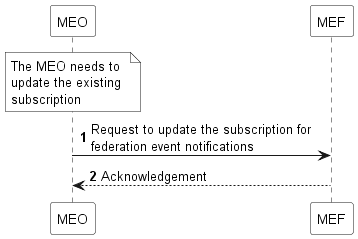 MEO
MEF
The MEO needs to
update the existing
subscription
1 Request to update the subscription for
federation event notifications
2 Acknowledgement
MEO
MEF